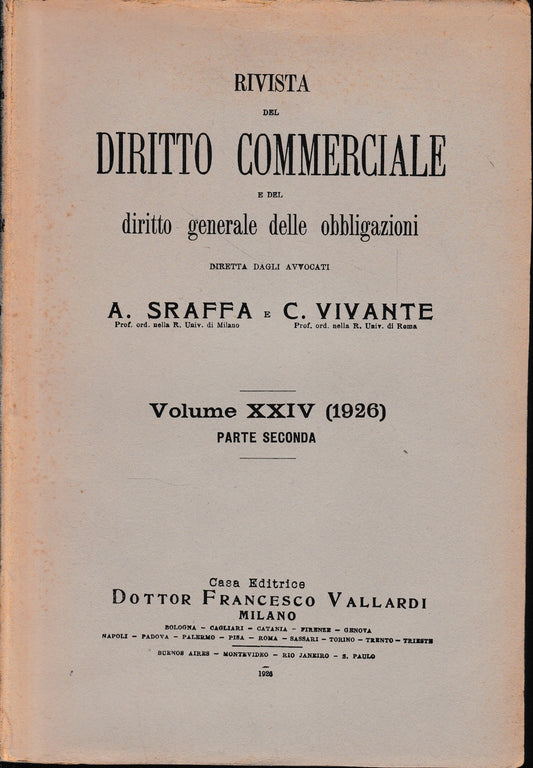 RIVISTA
DEL
DIRITTO COMMERCIALE
E DEL
diritto generale delle obbligazioni
DIRETTA DAGLI AVVOCATI
A. SRAFFA E C. VIVANTE
Prof. ord. nella R. Univ. di Milano Prof. ord. nella R. Univ. di Roma
Volume XXIV (1926)
PARTE SECONDA
Casa Editrice
DOTTOR FRANCESCO VALLARDI
MILANO
BOLOGNA - CAGLIARI - CATANIA - FIRENZE - GENOVA
NAPOLI - PADOVA - PALERMO - PISA - ROMA - SASSARI - TORINO - TRENTO - TRIESTE
BUENOS AIRES - MONTEVIDEO - RIO JANEIRO - S. PAULO
1926